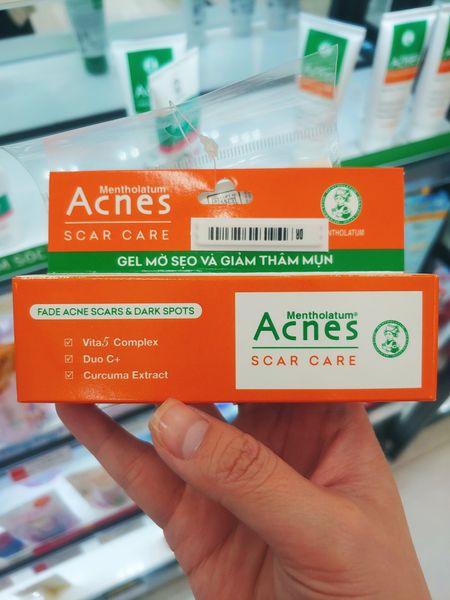 Acnes
Mentholatum
Acnes
SCAR CARE
MENTHOLATUM
GEL MỜ SẸO VÀ GIẢM THÂM MỤN
FADE ACNE SCARS & DARK SPOTS
Vita5 Complex
Duo C+
Curcuma Extract
Mentholatum®
Acnes
SCAR CARE